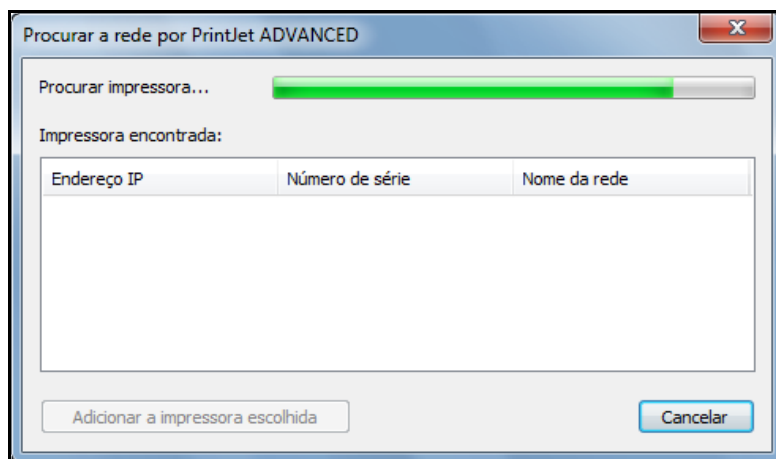 Procurar a rede por PrintJet ADVANCED
Procurar impressora...
Impressora encontrada:
Endereço IP Número de série Nome da rede
Adicionar a impressora escolhida Cancelar